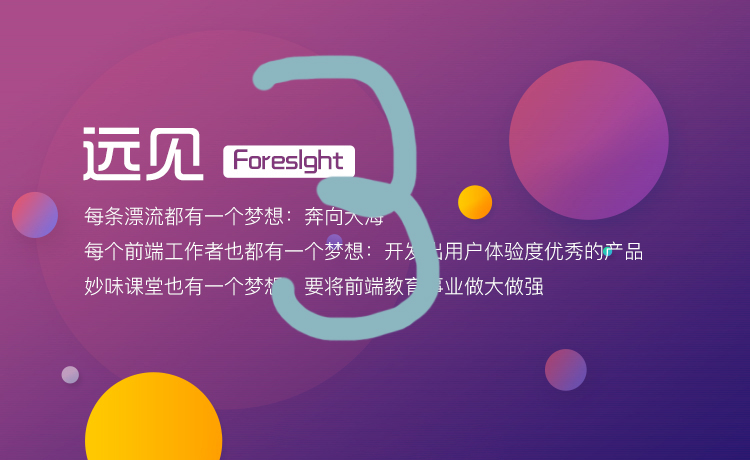 远见 Foresight
每条漂流都有一个梦想：奔向大海
每个前端工作者也都有一个梦想：开发出用户体验度优秀的产品
妙味课堂也有一个梦想 要将前端教育事业做大做强
3